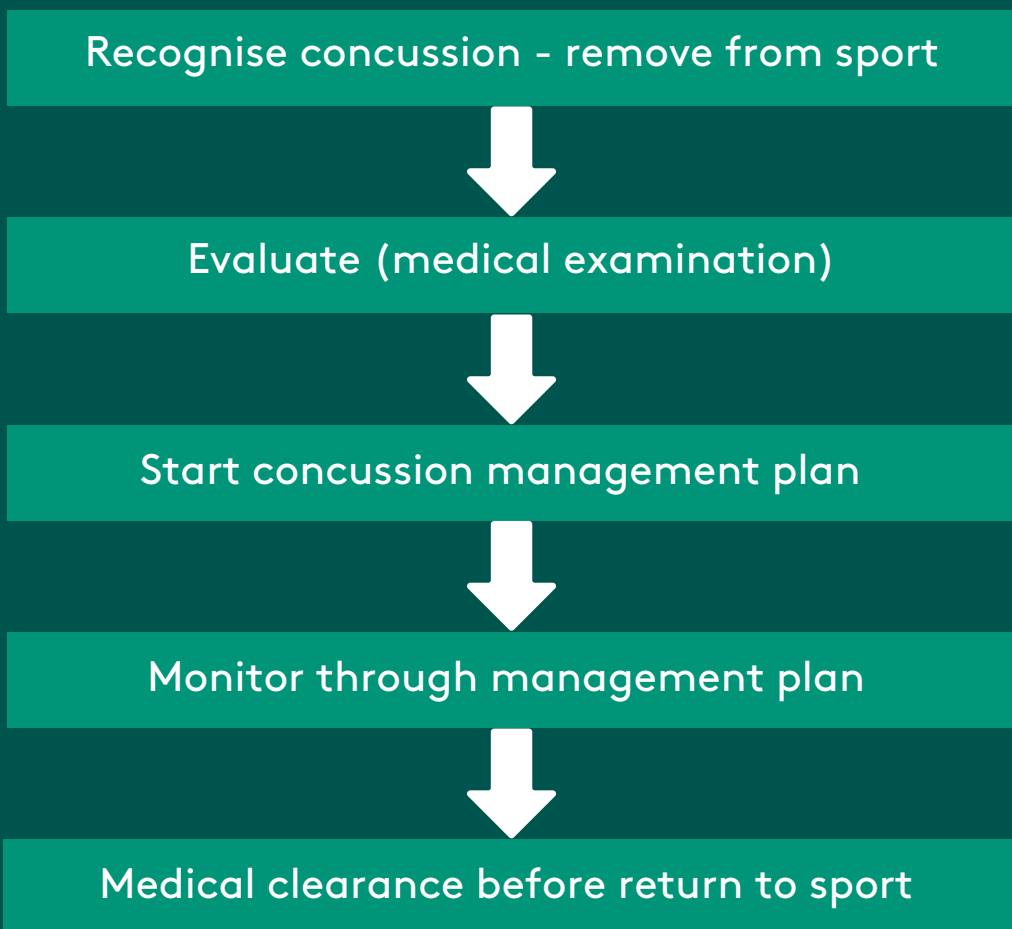 Recognise concussion - remove from sport
Evaluate (medical examination)
Start concussion management plan
Monitor through management plan
Medical clearance before return to sport